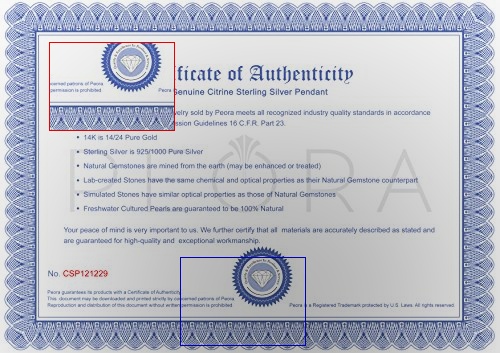 ficate of Authenticity
Genuine Citrine Sterling Silver Pendant
welry sold by Peora meets all recognized industry quality standards in accordance
ssion Guidelines 16 C.F.R. Part 23.
• 14K is 14/24 Pure Gold
• Sterling Silver is 925/1000 Pure Silver
• Natural Gemstones are mined from the earth (may be enhanced or treated)
• Lab-created Stones have the same chemical and optical properties as their Natural Gemstone counterpart
• Simulated Stones have similar optical properties as those of Natural Gemstones
• Freshwater Cultured Pearls are guaranteed to be 100% Natural
PEORA
Your peace of mind is very important to us. We further certify that all materials are accurately described as stated and
are guaranteed for high-quality and exceptional workmanship.
No. CSP121229
Peora guarantees its products with a Certificate of Authenticity.
This document may be downloaded and printed strictly by concerned patrons of Peora
Reproduction and distribution of this document without written permission is prohibited.
Peora is a Registered Trademark protected by U.S. Laws. All rights reserved.
cerned patrons of Peora
permission is prohibited.
Peora